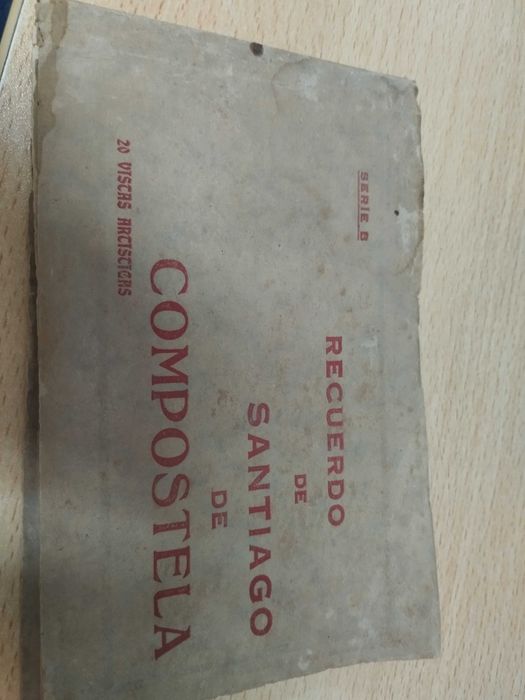 SERIE B
RECUERDO
DE
SANTIAGO
DE
COMPOSTELA
20 VISTAS ARTISTICAS